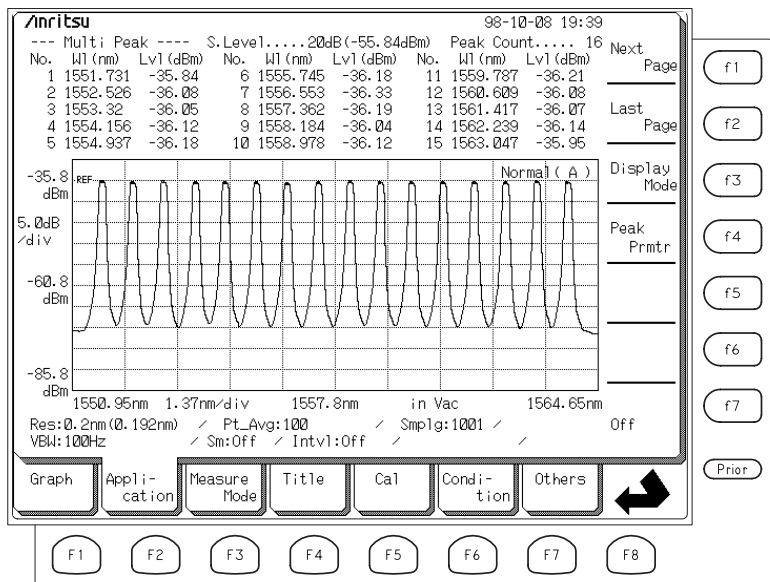 Anritsu 98-10-08 19:39
--- Multi Peak ---- S.Level.....20dB(-55.84dBm) Peak Count..... 16
No. Wl(nm) Lvl(dBm) No. Wl(nm) Lvl(dBm) No. Wl(nm) Lvl(dBm)
1 1551.731 -35.84 6 1555.745 -36.18 11 1559.787 -36.21
2 1552.526 -36.08 7 1556.553 -36.33 12 1560.609 -36.08
3 1553.32 -36.05 8 1557.362 -36.19 13 1561.417 -36.07
4 1554.156 -36.12 9 1558.184 -36.04 14 1562.239 -36.14
5 1554.937 -36.18 10 1558.978 -36.12 15 1563.047 -35.95
Next
Page
Last
Page
Display
Mode
Peak
Prmtr
Off
-35.8
dBm
REF
Normal( A )
5.0dB
/div
-60.8
dBm
-85.8
dBm
1550.95nm 1.37nm/div 1557.8nm in Vac 1564.65nm
Res:0.2nm(0.192nm) / Pt_Avg:100 / Smplg:1001 /
VBW:100Hz / Sm:Off / Intvl:Off / /
Graph
Appli-
cation
Measure
Mode
Title
Cal
Condi-
tion
Others
f1
f2
f3
f4
f5
f6
f7
Prior
F1 F2 F3 F4 F5 F6 F7 F8